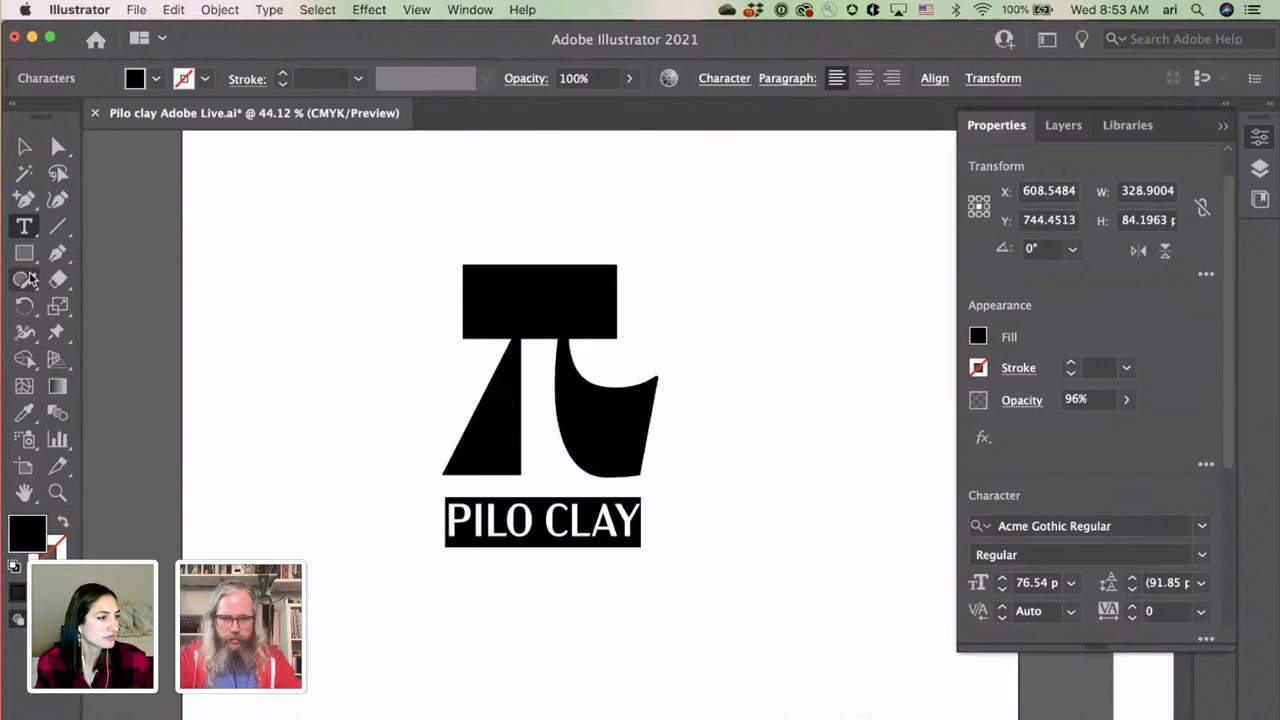 Illustrator File Edit Object Type Select Effect View Window Help 11 100% Wed 8:53 AM ari
Adobe Illustrator 2021 Search Adobe Help
Characters Stroke: Opacity: 100% Character Paragraph: Align Transform
Pilo clay Adobe Live.ai* @ 44.12 % (CMYK/Preview)
Properties Layers Libraries
Transform
X: 608.5484 W: 328.9004
Y: 744.4513 H: 84.1963 p
0°
Appearance
Fill
Stroke
Opacity 96%
fx.
Character
Acme Gothic Regular
Regular
76.54 p (91.85 p
Auto 0
PILO CLAY